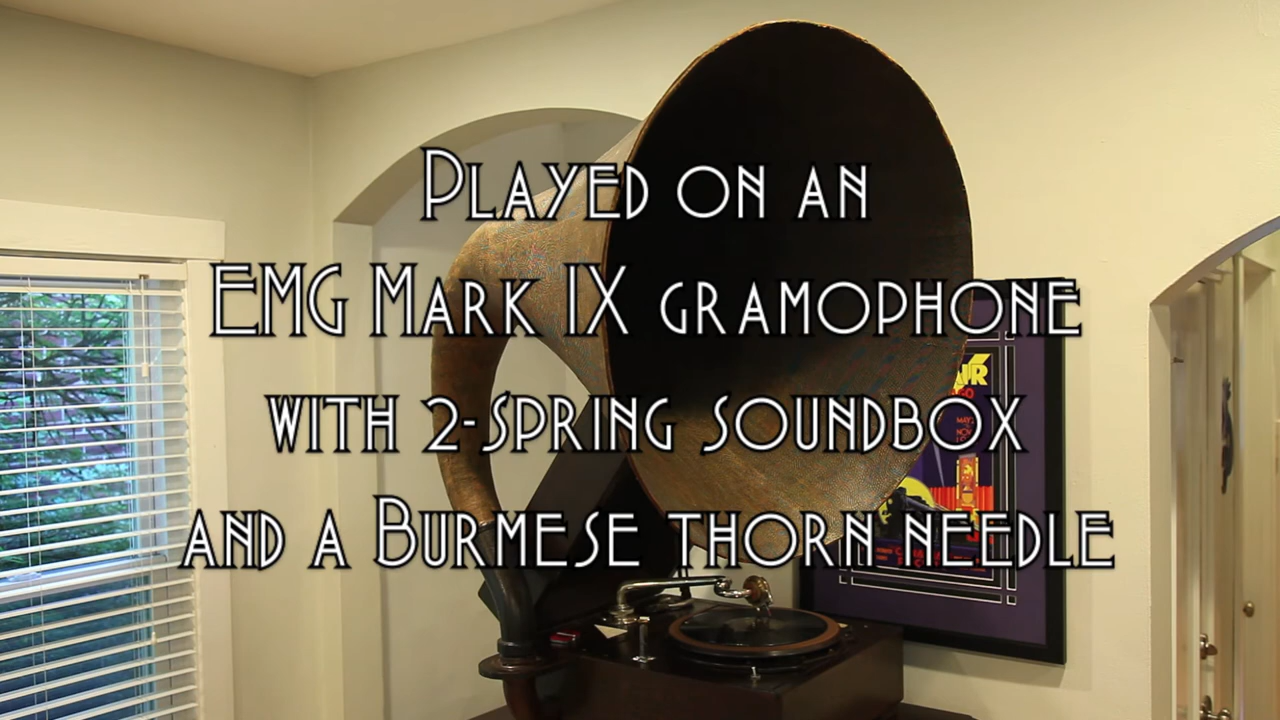 Played on an
EMG Mark IX gramophone
with 2-Spring soundbox
and a Burmese thorn needle